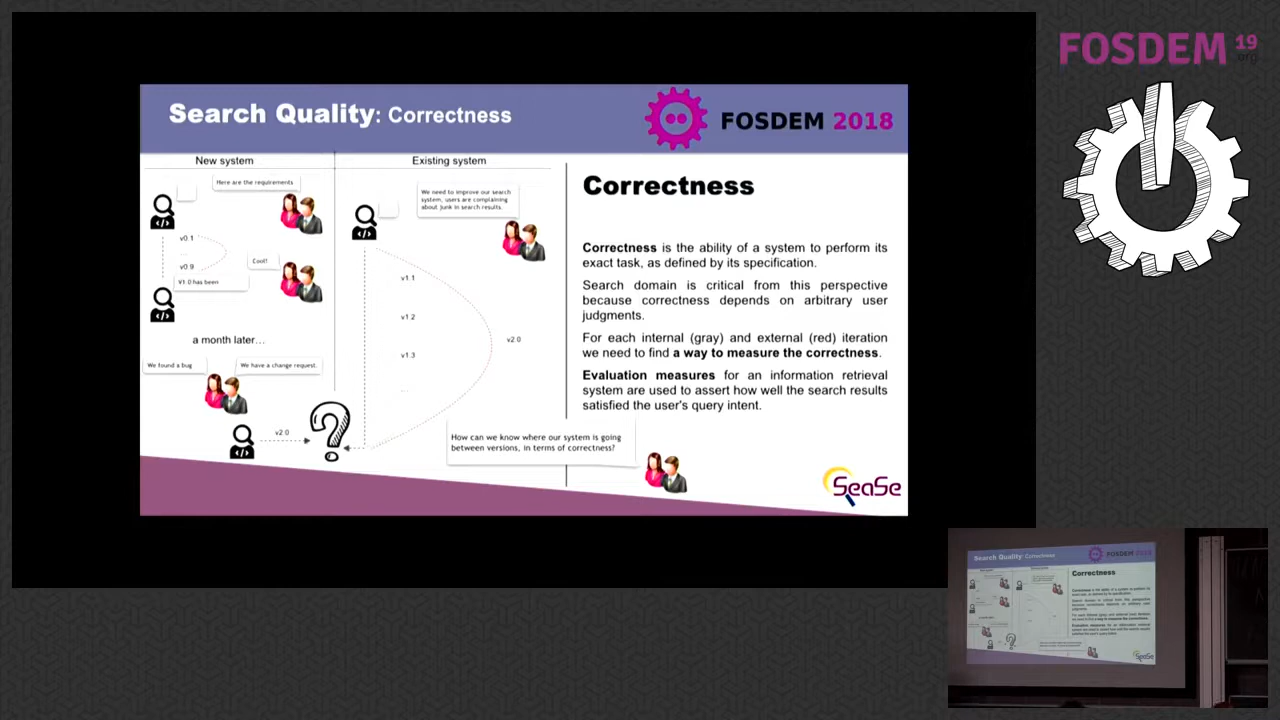 FOSDEM 19
.org
Search Quality: Correctness
FOSDEM 2018
New system
Existing system
Here are the requirements
v0.1
...
v0.9
Cool!
V1.0 has been
a month later...
We found a bug
We have a change request.
v2.0
We need to improve our search
system, users are complaining
about junk in search results.
v1.1
v1.2
v1.3
...
v2.0
How can we know where our system is going
between versions, in terms of correctness?
Correctness
Correctness is the ability of a system to perform its
exact task, as defined by its specification.
Search domain is critical from this perspective
because correctness depends on arbitrary user
judgments.
For each internal (gray) and external (red) iteration
we need to find a way to measure the correctness.
Evaluation measures for an information retrieval
system are used to assert how well the search results
satisfied the user's query intent.
SeaSe
Search Quality: Correctness
FOSDEM 2018
Correctness
SeaSe